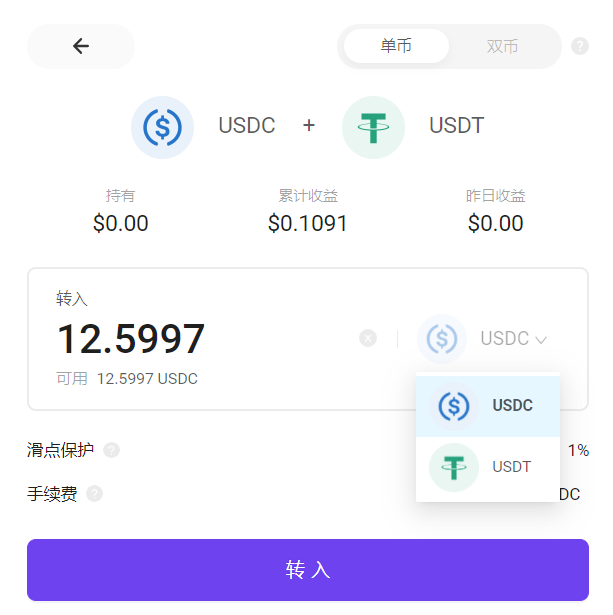 单币 双币 ?
USDC + USDT
持有 累计收益 昨日收益
$0.00 $0.1091 $0.00
转入
12.5997 USDC
可用 12.5997 USDC
USDC
滑点保护 ? 1%
USDT
手续费 ? DC
转入